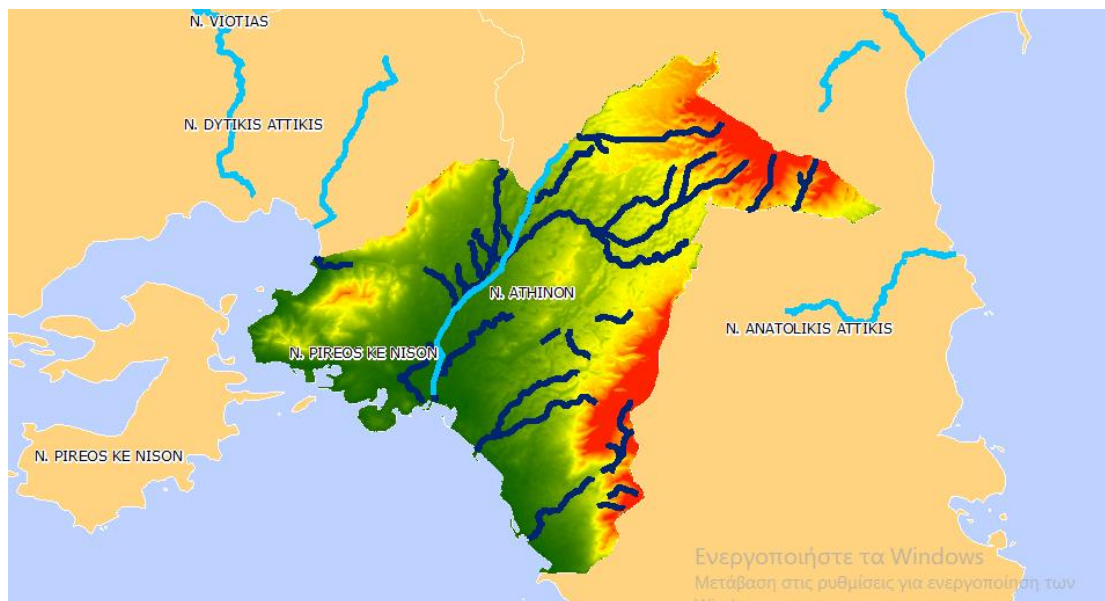 N. VIOTIAS
N. DYTIKIS ATTIKIS
N. ATHINON
N. ANATOLIKIS ATTIKIS
N. PIREOS KE NISON
N. PIREOS KE NISON
Ενεργοποιήστε τα Windows
Μετάβαση στις ρυθμίσεις για ενεργοποίηση των